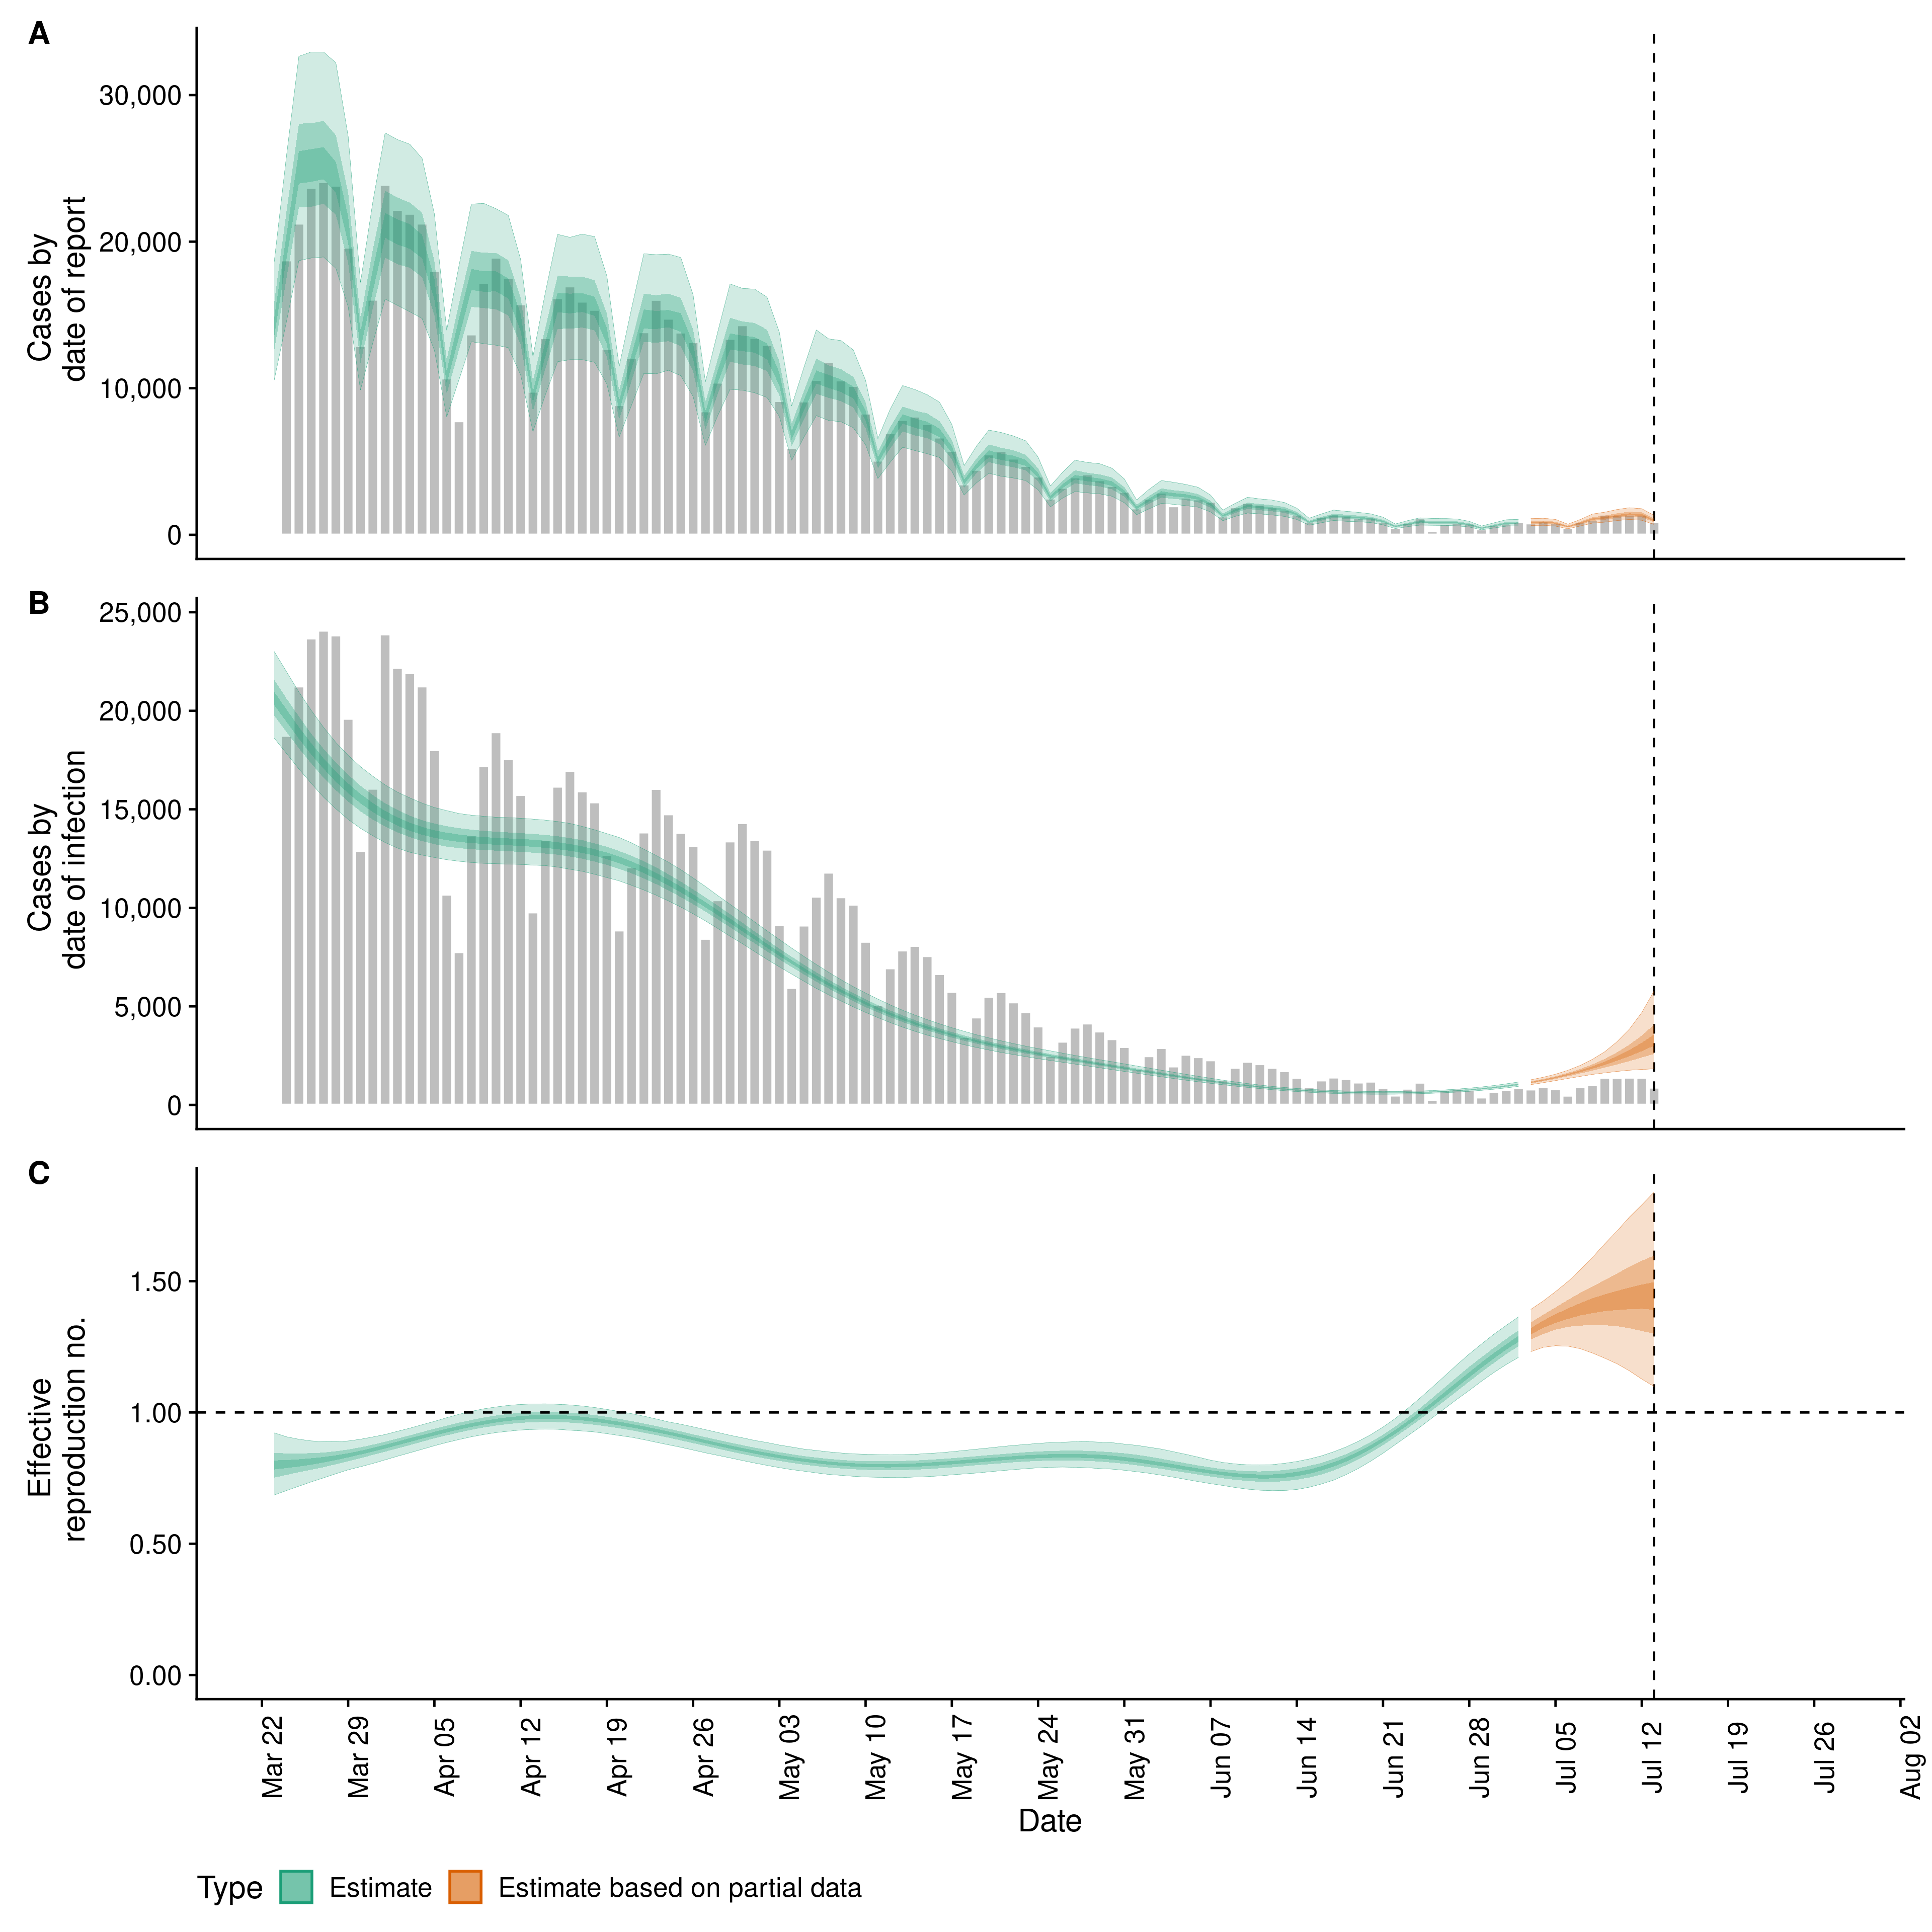 A
30,000
20,000
10,000
0
Cases by
date of report
B
25,000
20,000
15,000
10,000
5,000
0
Cases by
date of infection
C
1.50
1.00
0.50
0.00
Effective
reproduction no.
Mar 22
Mar 29
Apr 05
Apr 12
Apr 19
Apr 26
May 03
May 10
May 17
May 24
May 31
Jun 07
Jun 14
Jun 21
Jun 28
Jul 05
Jul 12
Jul 19
Jul 26
Aug 02
Date
Type Estimate Estimate based on partial data